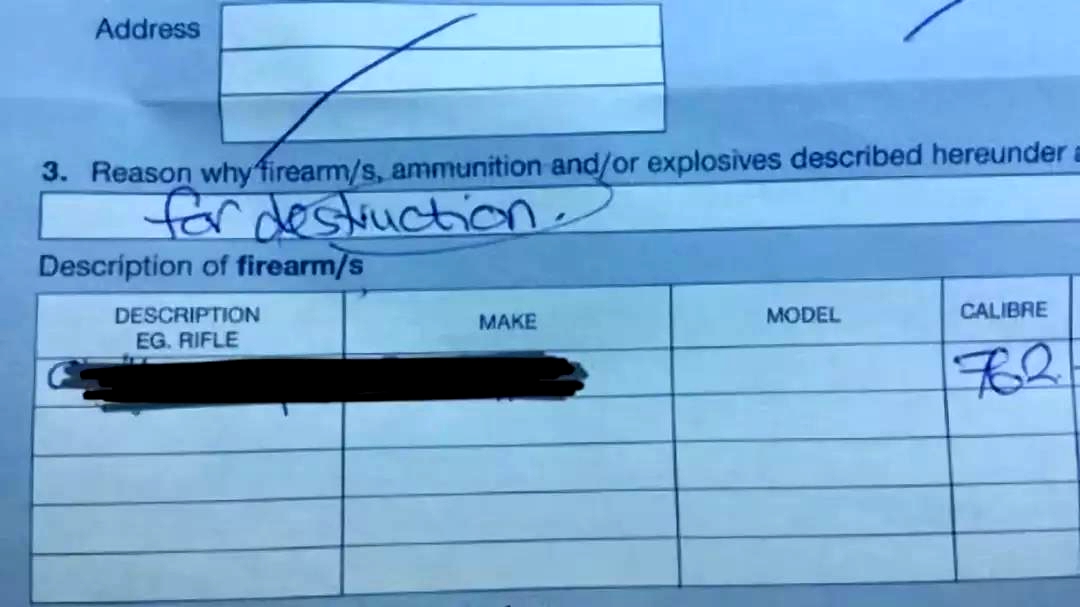 Address
3. Reason why firearm/s, ammunition and/or explosives described hereunder
for destruction.
Description of firearm/s
DESCRIPTION EG. RIFLE MAKE MODEL CALIBRE
762